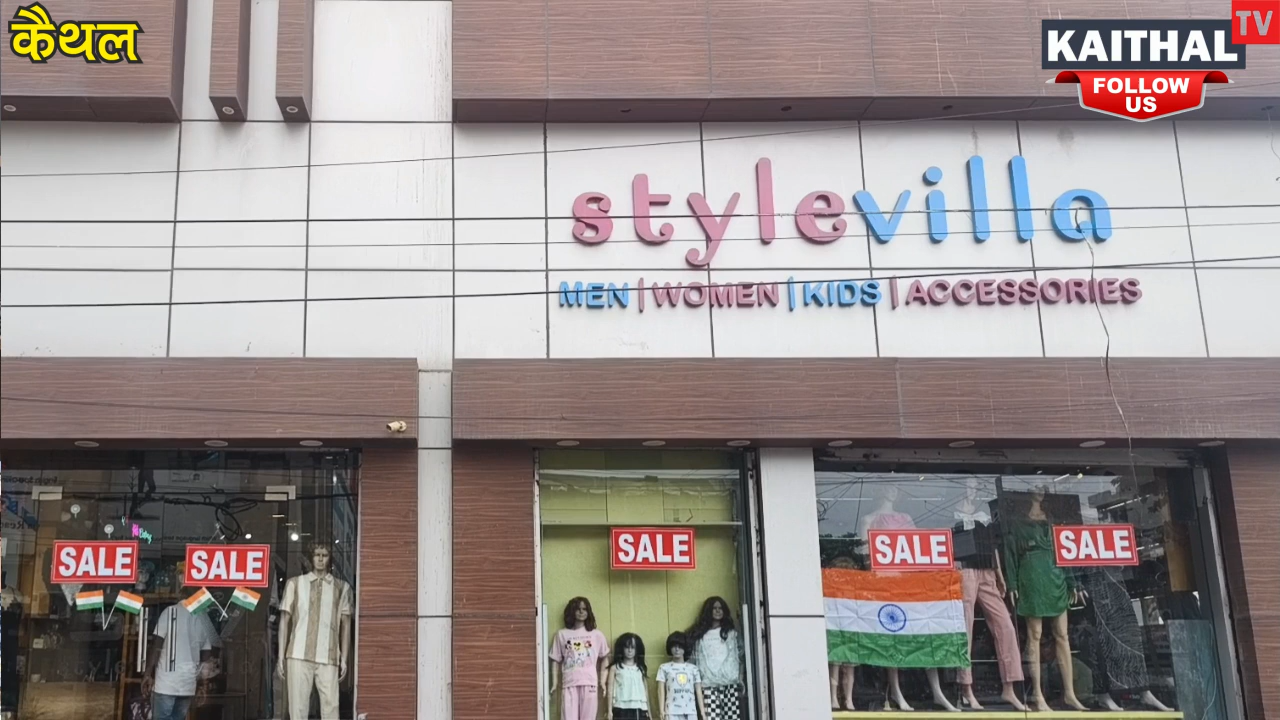 कैथल
KAITHAL TV
FOLLOW
US
stylevilla
MEN | WOMEN | KIDS | ACCESSORIES
SALE
SALE
SALE
SALE
SALE